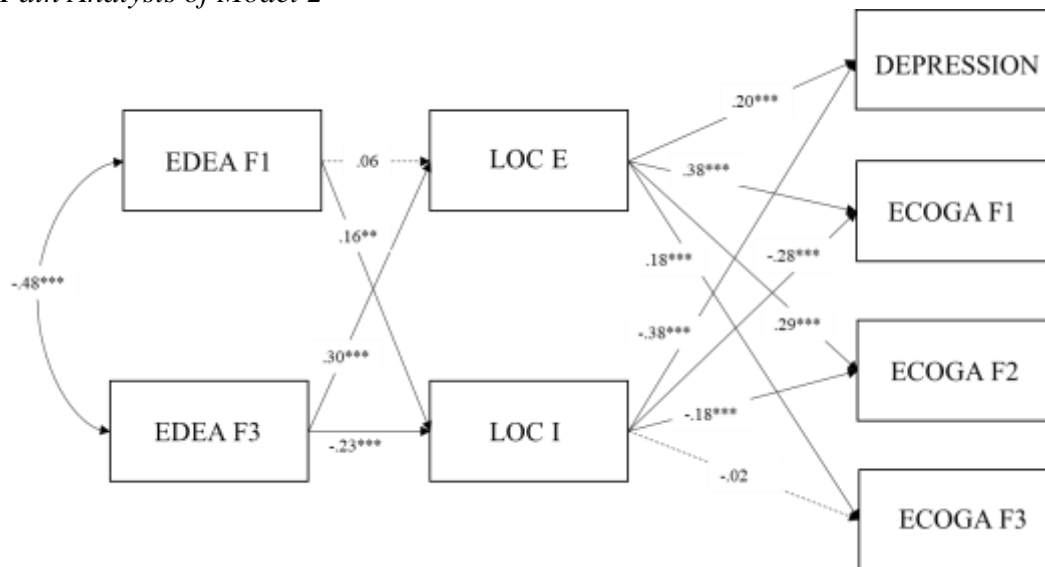 Path Analysis of Model 2
DEPRESSION
.20***
EDEA F1
.06
LOC E
.38***
ECOGA F1
.16**
.18***
-.28***
-.48***
-.38***
.29***
.30***
ECOGA F2
EDEA F3
-.23***
LOC I
-.18***
-.02
ECOGA F3